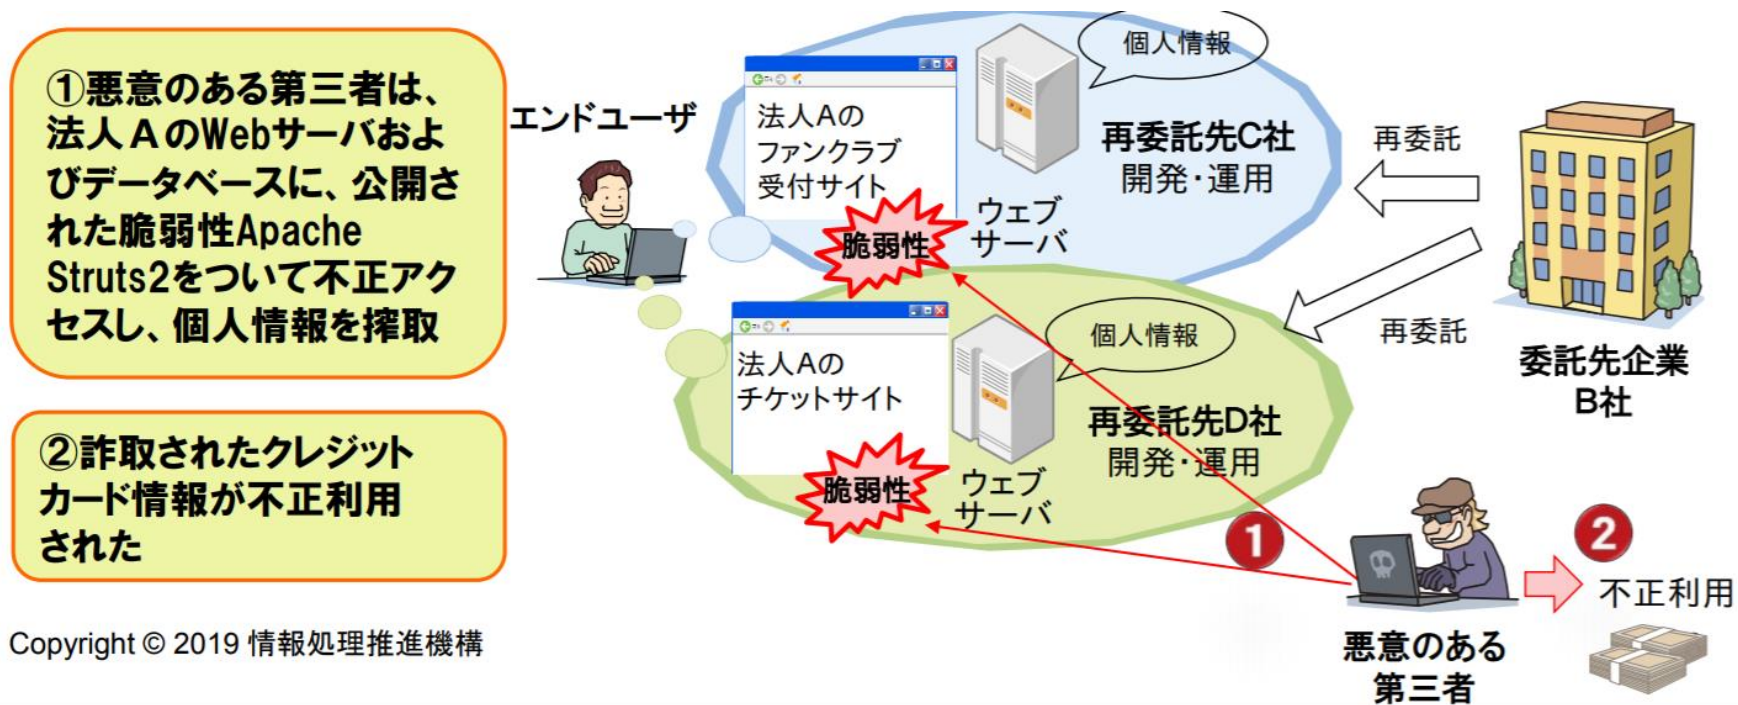 ①悪意のある第三者は、
法人AのWebサーバおよ
びデータベースに、公開さ
れた脆弱性Apache
Struts2をついて不正アク
セスし、個人情報を搾取
②詐取されたクレジット
カード情報が不正利用
された
Copyright © 2019 情報処理推進機構
エンドユーザ
法人Aの
ファンクラブ
受付サイト
脆弱性
ウェブ
サーバ
個人情報
再委託先C社
開発・運用
法人Aの
チケットサイト
脆弱性
ウェブ
サーバ
個人情報
再委託先D社
開発・運用
再委託
再委託
委託先企業
B社
1
2
不正利用
悪意のある
第三者